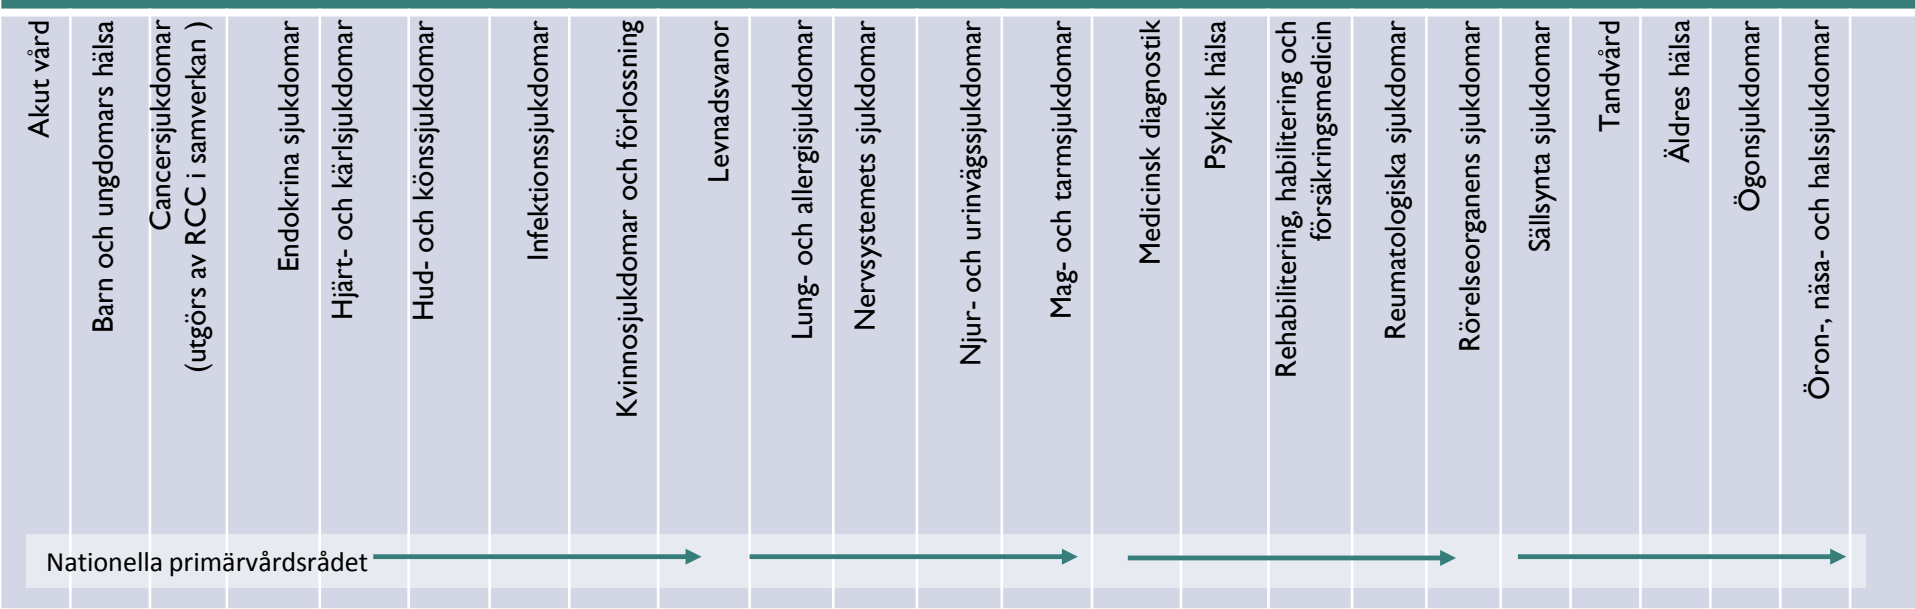 Akut vård
Barn och ungdomars hälsa
Cancersjukdomar
(utgörs av RCC i samverkan )
Endokrina sjukdomar
Hjärt- och kärlsjukdomar
Hud- och könssjukdomar
Infektionssjukdomar
Kvinnosjukdomar och förlossning
Levnadsvanor
Lung- och allergisjukdomar
Nervsystemets sjukdomar
Njur- och urinvägssjukdomar
Mag- och tarmsjukdomar
Medicinsk diagnostik
Psykisk hälsa
Rehabilitering, habilitering och
försäkringsmedicin
Reumatologiska sjukdomar
Rörelseorganens sjukdomar
Sällsynta sjukdomar
Tandvård
Äldres hälsa
Ögonsjukdomar
Öron-, näsa- och halssjukdomar
Nationella primärvårdsrådet